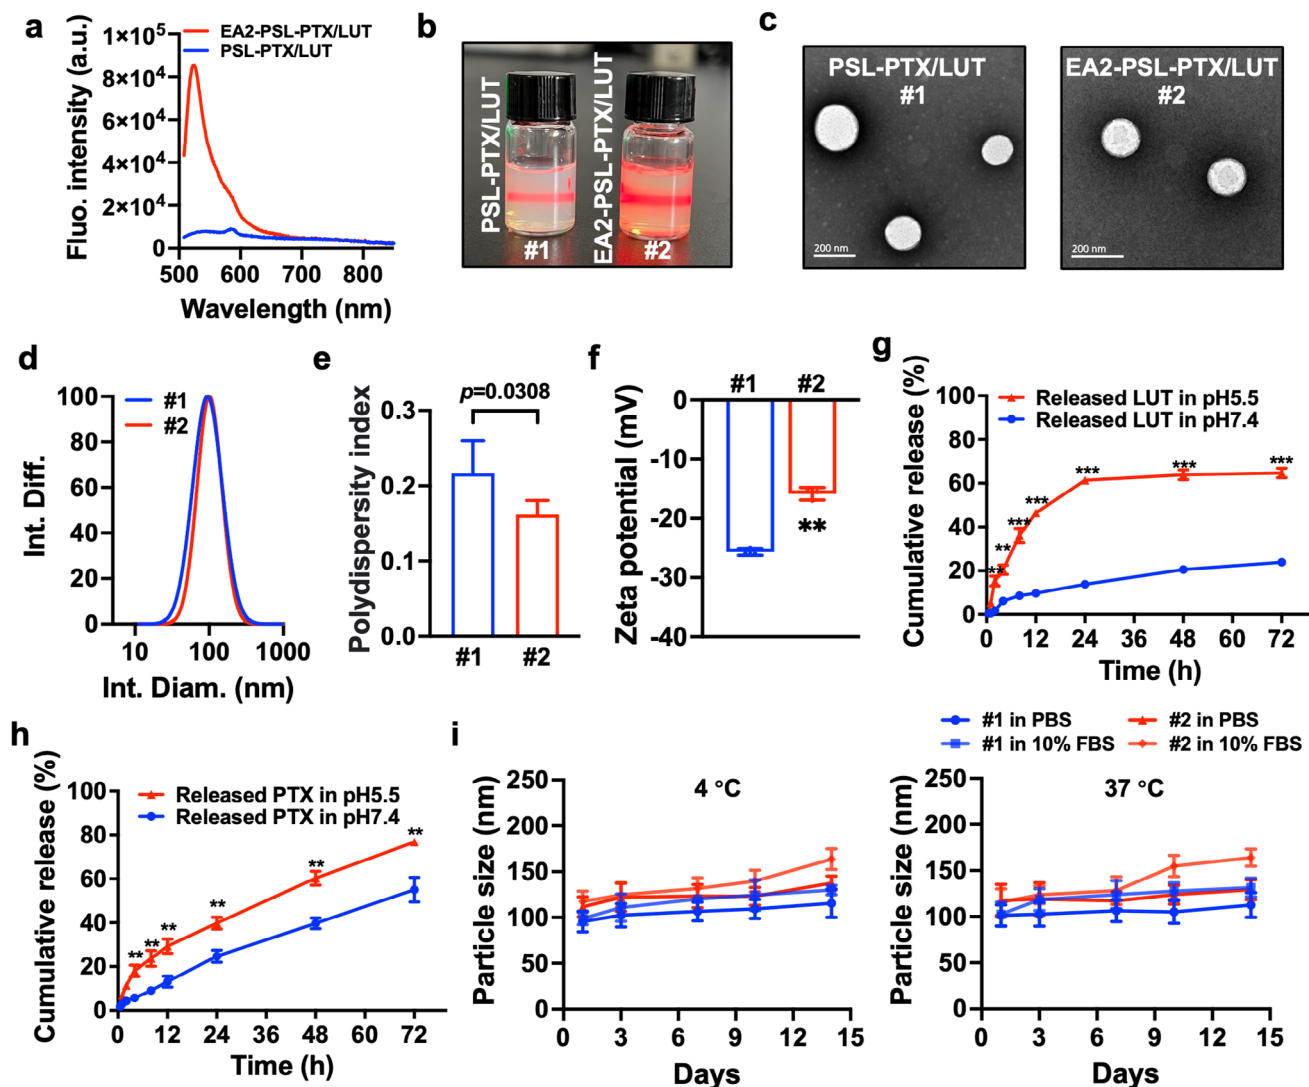 a
EA2-PSL-PTX/LUT
PSL-PTX/LUT
Fluo. intensity (a.u.)
1×10⁵
8×10⁴
6×10⁴
4×10⁴
2×10⁴
0
500 600 700 800
Wavelength (nm)
b
PSL-PTX/LUT
EA2-PSL-PTX/LUT
#1
#2
c
PSL-PTX/LUT
#1
200 nm
EA2-PSL-PTX/LUT
#2
200 nm
d
#1
#2
Int. Diff.
100
80
60
40
20
0
10 100 1000
Int. Diam. (nm)
e
p=0.0308
Polydispersity index
0.3
0.2
0.1
0.0
#1 #2
f
#1 #2
Zeta potential (mV)
0
-10
-20
-30
-40
**
g
Released LUT in pH5.5
Released LUT in pH7.4
Cumulative release (%)
100
80
60
40
20
0
** ** *** *** *** *** ***
0 12 24 36 48 60 72
Time (h)
h
Released PTX in pH5.5
Released PTX in pH7.4
Cumulative release (%)
100
80
60
40
20
0
** ** ** ** ** **
0 12 24 36 48 60 72
Time (h)
i
#1 in PBS
#2 in PBS
#1 in 10% FBS
#2 in 10% FBS
4 °C
Particle size (nm)
250
200
150
100
50
0
0 3 6 9 12 15
Days
37 °C
Particle size (nm)
250
200
150
100
50
0
0 3 6 9 12 15
Days